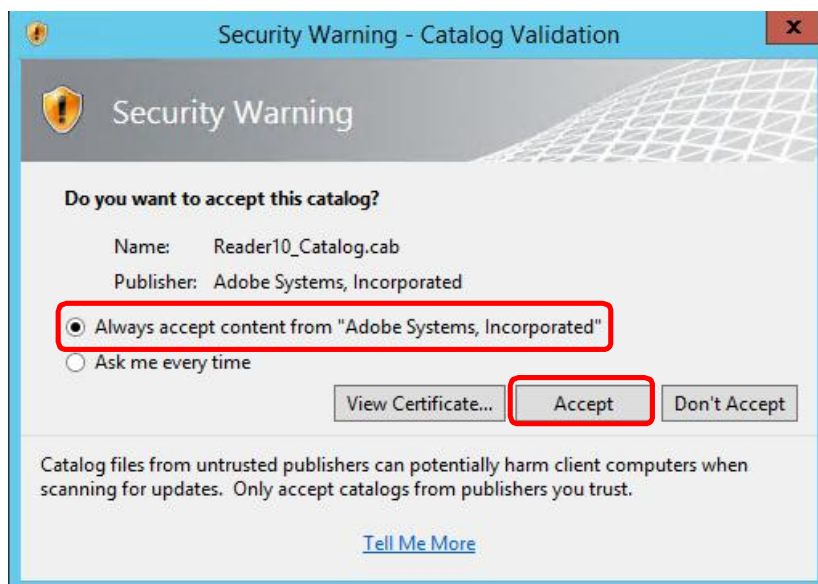 Security Warning - Catalog Validation
x
Security Warning
Do you want to accept this catalog?
Name: Reader10_Catalog.cab
Publisher: Adobe Systems, Incorporated
Always accept content from "Adobe Systems, Incorporated"
Ask me every time
View Certificate... Accept Don't Accept
Catalog files from untrusted publishers can potentially harm client computers when
scanning for updates. Only accept catalogs from publishers you trust.
Tell Me More